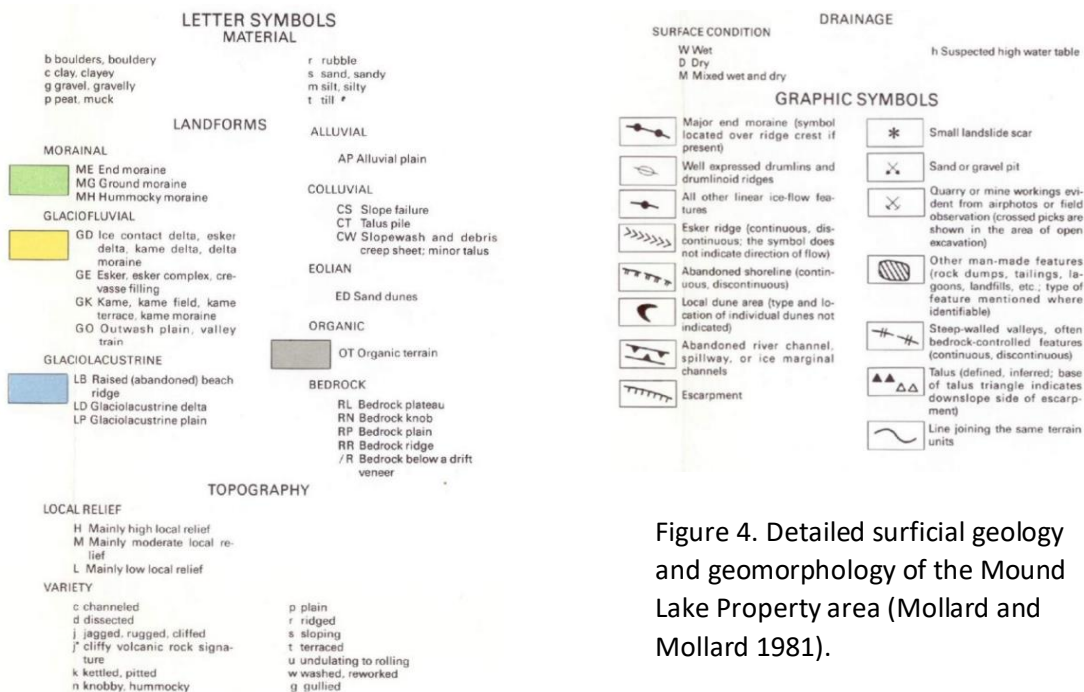 LETTER SYMBOLS
MATERIAL
b boulders, bouldery
c clay, clayey
g gravel, gravelly
p peat, muck
r rubble
s sand, sandy
m silt, silty
t till
LANDFORMS
MORAINAL
ME End moraine
MG Ground moraine
MH Hummocky moraine
GLACIOFLUVIAL
GD Ice contact delta, esker
delta, kame delta, delta
moraine
GE Esker, esker complex, cre-
vasse filling
GK Kame, kame field, kame
terrace, kame moraine
GO Outwash plain, valley
train
GLACIOLACUSTRINE
LB Raised (abandoned) beach
ridge
LD Glaciolacustrine delta
LP Glaciolacustrine plain
ALLUVIAL
AP Alluvial plain
COLLUVIAL
CS Slope failure
CT Talus pile
CW Slopewash and debris
creep sheet; minor talus
EOLIAN
ED Sand dunes
ORGANIC
OT Organic terrain
BEDROCK
RL Bedrock plateau
RN Bedrock knob
RP Bedrock plain
RR Bedrock ridge
/R Bedrock below a drift
veneer
TOPOGRAPHY
LOCAL RELIEF
H Mainly high local relief
M Mainly moderate local re-
lief
L Mainly low local relief
VARIETY
c channeled
d dissected
j jagged, rugged, cliffed
j* cliffy volcanic rock signa-
ture
k kettled, pitted
n knobby, hummocky
p plain
r ridged
s sloping
t terraced
u undulating to rolling
w washed, reworked
g gullied
DRAINAGE
SURFACE CONDITION
W Wet
D Dry
M Mixed wet and dry
h Suspected high water table
GRAPHIC SYMBOLS
Major end moraine (symbol
located over ridge crest if
present)
Well expressed drumlins and
drumlinoid ridges
All other linear ice-flow fea-
tures
Esker ridge (continuous, dis-
continuous; the symbol does
not indicate direction of flow)
Abandoned shoreline (contin-
uous, discontinuous)
Local dune area (type and lo-
cation of individual dunes not
indicated)
Abandoned river channel,
spillway, or ice marginal
channels
Escarpment
Small landslide scar
Sand or gravel pit
Quarry or mine workings evi-
dent from airphotos or field
observation (crossed picks are
shown in the area of open
excavation)
Other man-made features
(rock dumps, tailings, la-
goons, landfills, etc.; type of
feature mentioned where
identifiable)
Steep-walled valleys, often
bedrock-controlled features
(continuous, discontinuous)
Talus (defined, inferred; base
of talus triangle indicates
downslope side of escarp-
ment)
Line joining the same terrain
units
Figure 4. Detailed surficial geology
and geomorphology of the Mound
Lake Property area (Mollard and
Mollard 1981).